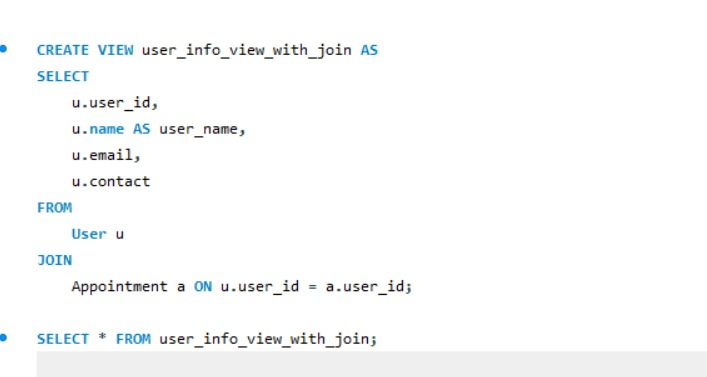 CREATE VIEW user_info_view_with_join AS
SELECT
    u.user_id,
    u.name AS user_name,
    u.email,
    u.contact
FROM
    User u
JOIN
    Appointment a ON u.user_id = a.user_id;
SELECT * FROM user_info_view_with_join;